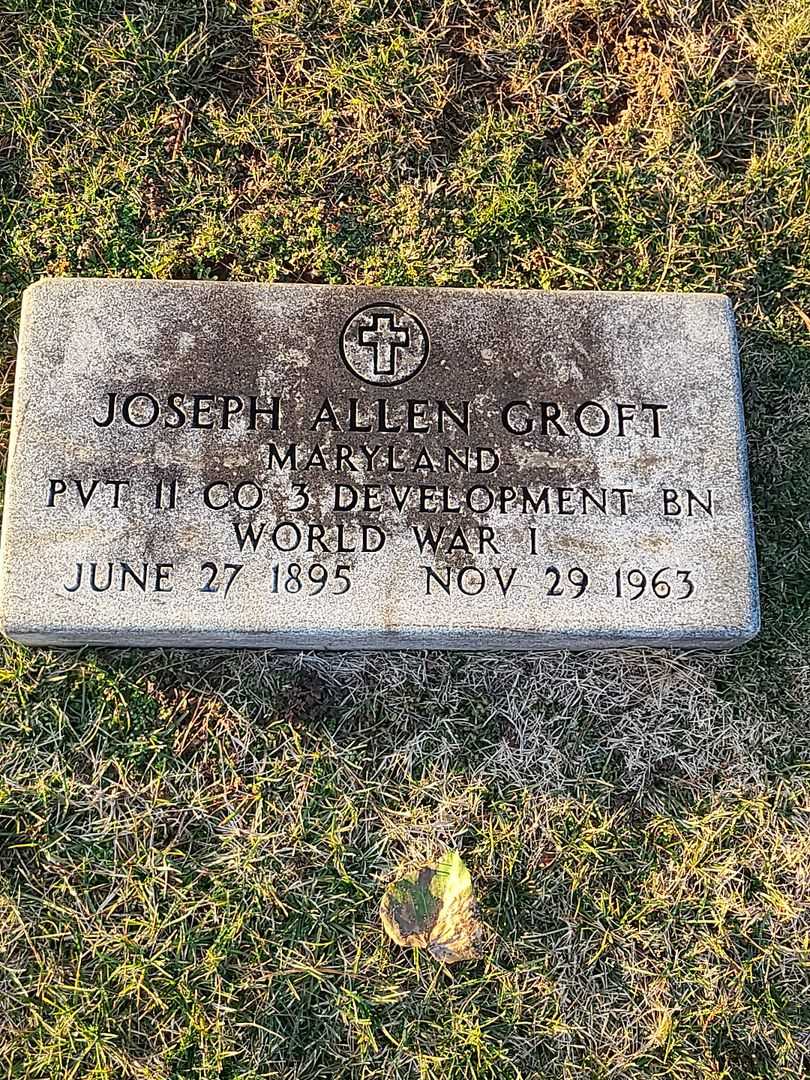 JOSEPH ALLEN GROFT
MARYLAND
PVT 11 CO 3 DEVELOPMENT BN
WORLD WAR I
JUNE 27 1895 NOV 29 1963